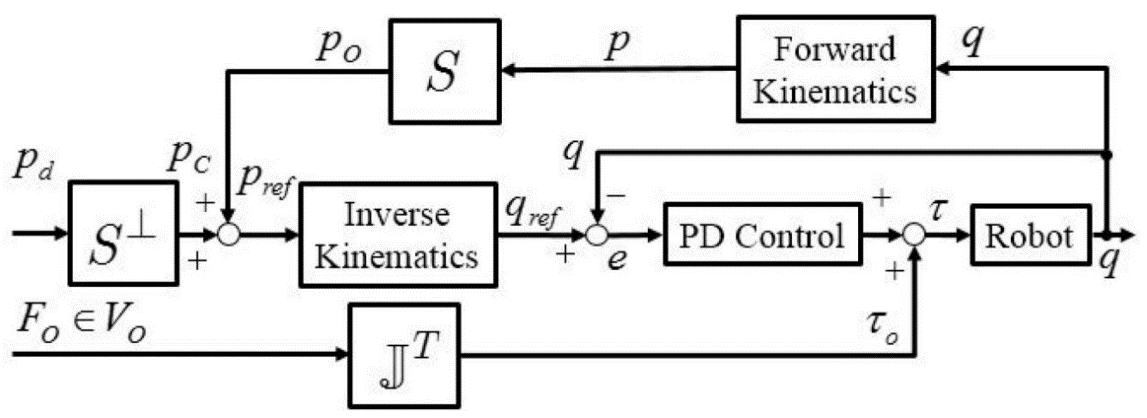 p_O
S
p
Forward
Kinematics
q
p_d
S^⊥
p_C
+
+
p_ref
Inverse
Kinematics
q_ref
+
q
−
e
PD Control
+
+
τ
Robot
q
F_O ∈ V_O
𝕁^T
τ_o